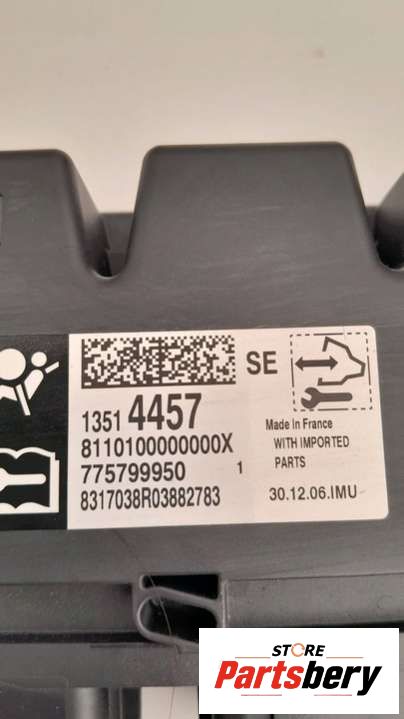 SE
1351 4457
8110100000000X
775799950 1
8317038R03882783
Made in France
WITH IMPORTED
PARTS
30.12.06.IMU
STORE
Partsbery